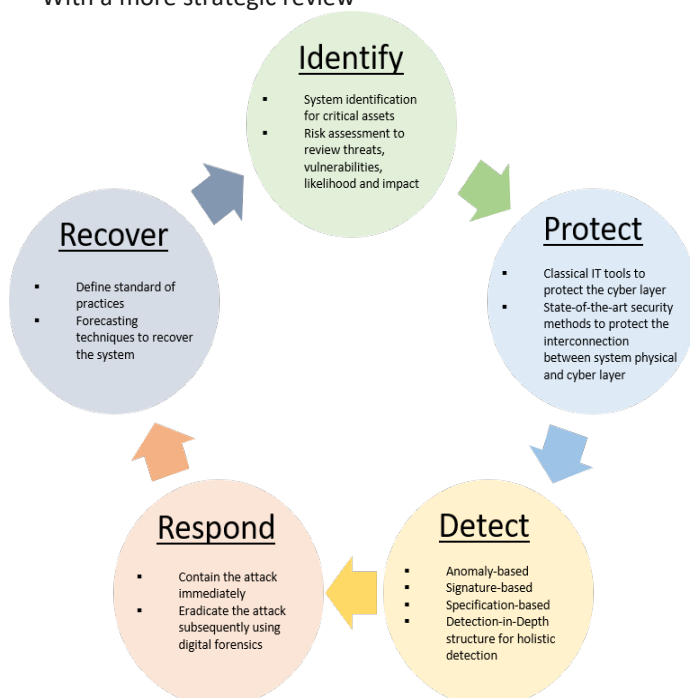 With a more strategic review
Identify
▪ System identification
for critical assets
▪ Risk assessment to
review threats,
vulnerabilities,
likelihood and impact
Protect
▪ Classical IT tools to
protect the cyber layer
▪ State-of-the-art security
methods to protect the
interconnection
between system physical
and cyber layer
Detect
▪ Anomaly-based
▪ Signature-based
▪ Specification-based
▪ Detection-in-Depth
structure for holistic
detection
Respond
▪ Contain the attack
immediately
▪ Eradicate the attack
subsequently using
digital forensics
Recover
▪ Define standard of
practices
▪ Forecasting
techniques to recover
the system